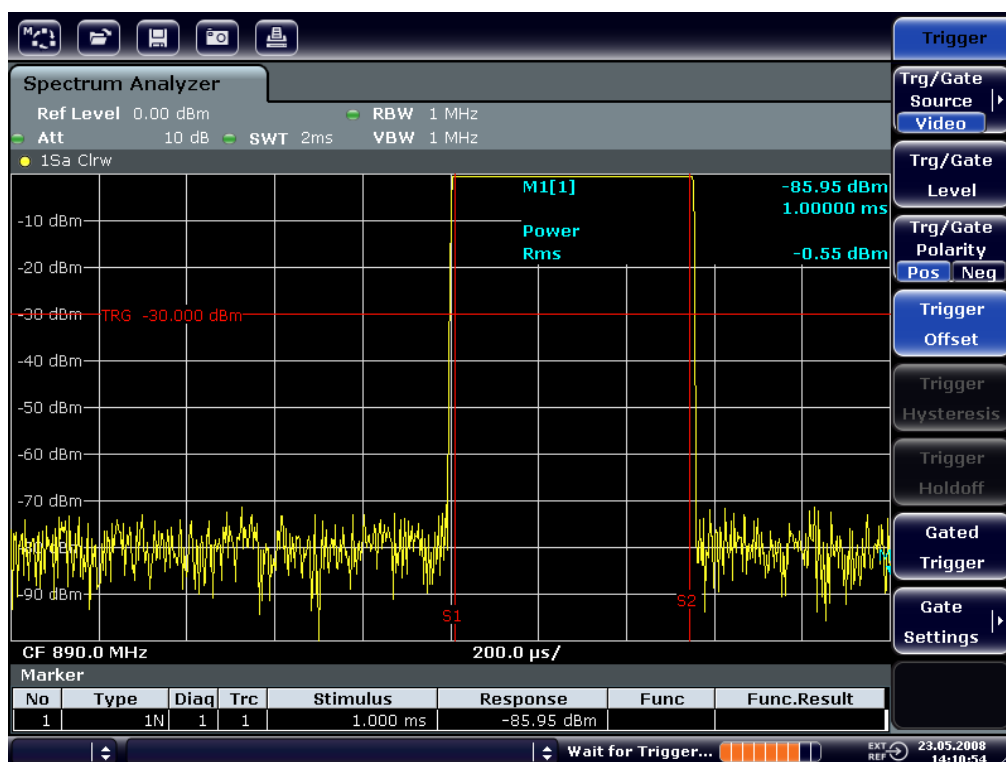 Trigger
Spectrum Analyzer
Ref Level 0.00 dBm RBW 1 MHz
Att 10 dB SWT 2ms VBW 1 MHz
1Sa Clrw
M1[1] -85.95 dBm
1.00000 ms
Power
Rms -0.55 dBm
-10 dBm
-20 dBm
-30 dBm
TRG -30.000 dBm
-40 dBm
-50 dBm
-60 dBm
-70 dBm
-80 dBm
-90 dBm
S1
S2
CF 890.0 MHz 200.0 µs/
Marker
No Type Diag Trc Stimulus Response Func Func.Result
1 1N 1 1 1.000 ms -85.95 dBm
Wait for Trigger...
EXT REF
23.05.2008
14:10:54
Trg/Gate
Source
Video
Trg/Gate
Level
Trg/Gate
Polarity
Pos Neg
Trigger
Offset
Trigger
Hysteresis
Trigger
Holdoff
Gated
Trigger
Gate
Settings